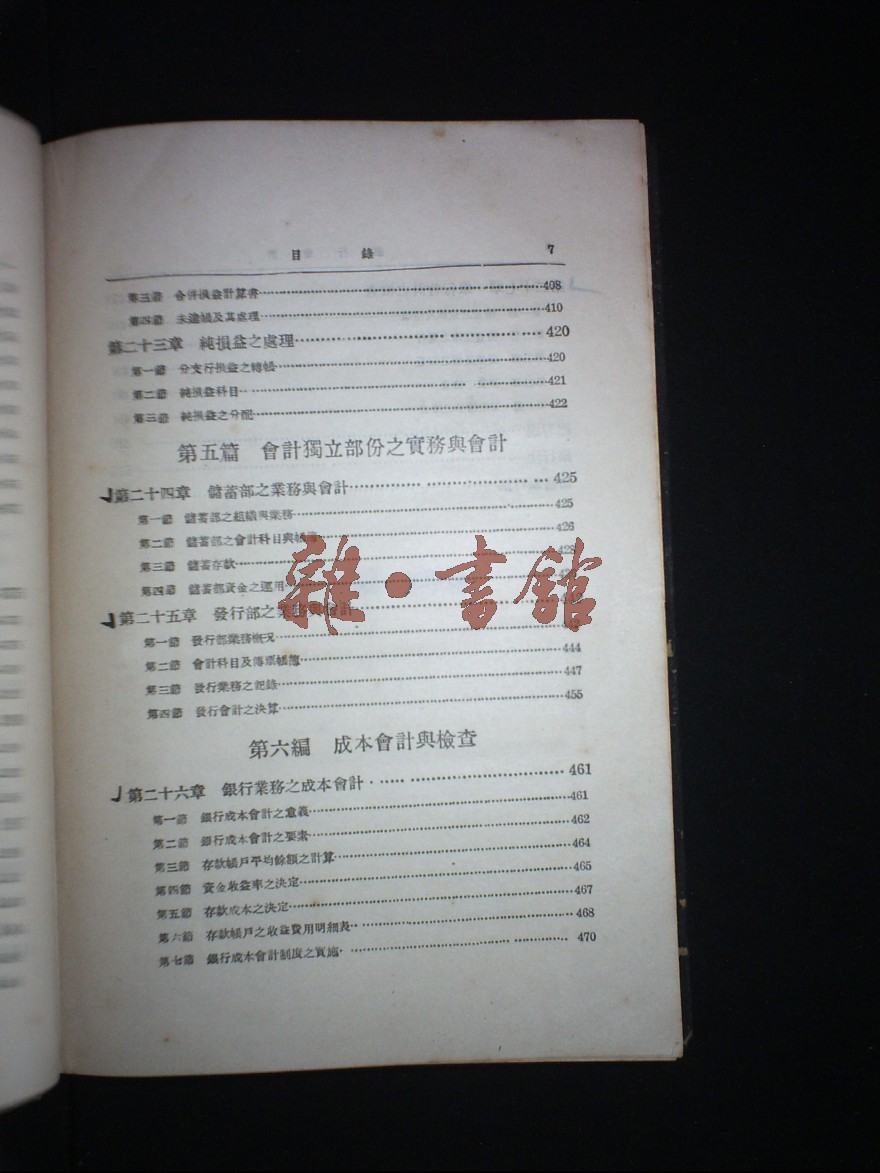 目錄 7
第三節 合併損益計算書 408
第四節 未達帳及其處理 410
第二十三章 純損益之處理 420
第一節 分支行損益之轉帳 420
第二節 純損益科目 421
第三節 純損益之分配 422
第五篇 會計獨立部份之實務與會計
第二十四章 儲蓄部之業務與會計 425
第一節 儲蓄部之組織與業務 425
第二節 儲蓄部之會計科目與帳簿 426
第三節 儲蓄存款 428
第四節 儲蓄部資金之運用
第二十五章 發行部之業務與會計
第一節 發行部業務概況
第二節 會計科目及傳票帳簿 444
第三節 發行業務之記錄 447
第四節 發行會計之決算 455
第六編 成本會計與檢查
第二十六章 銀行業務之成本會計 461
第一節 銀行成本會計之意義 461
第二節 銀行成本會計之要素 462
第三節 存款帳戶平均餘額之計算 464
第四節 資金收益率之決定 465
第五節 存款成本之決定 467
第六節 存款帳戶之收益費用明細表 468
第七節 銀行成本會計制度之實施 470
雜·書館